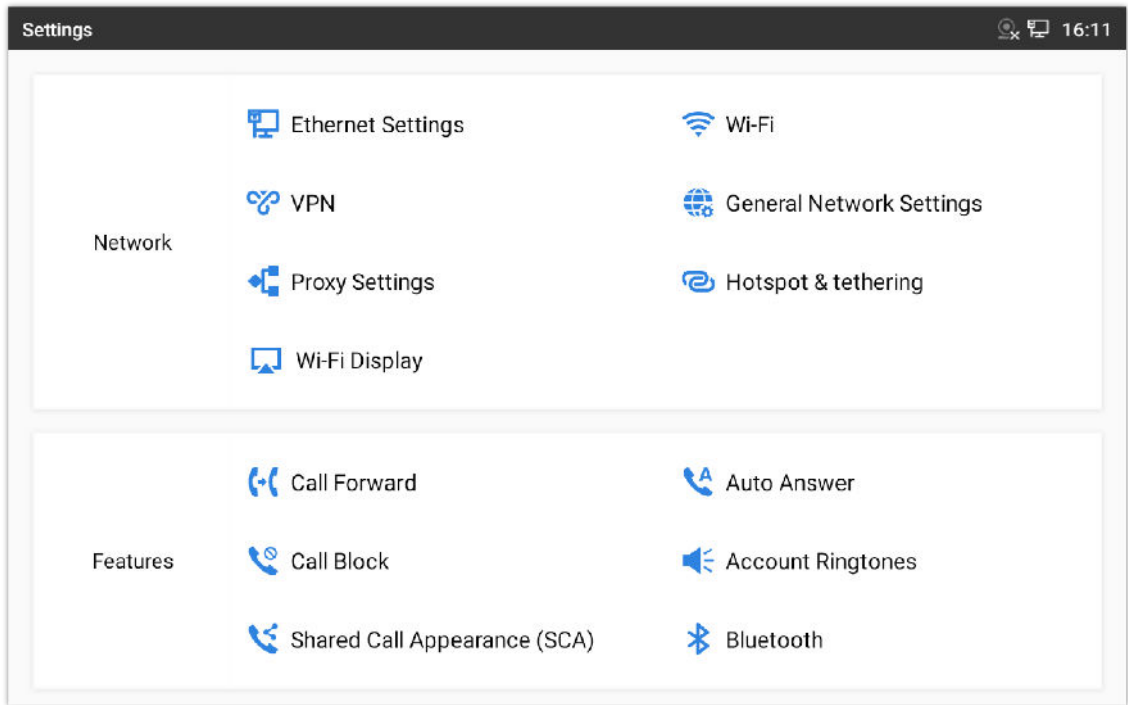 Settings
16:11
Network
Ethernet Settings
Wi-Fi
VPN
General Network Settings
Proxy Settings
Hotspot & tethering
Wi-Fi Display
Features
Call Forward
Auto Answer
Call Block
Account Ringtones
Shared Call Appearance (SCA)
Bluetooth